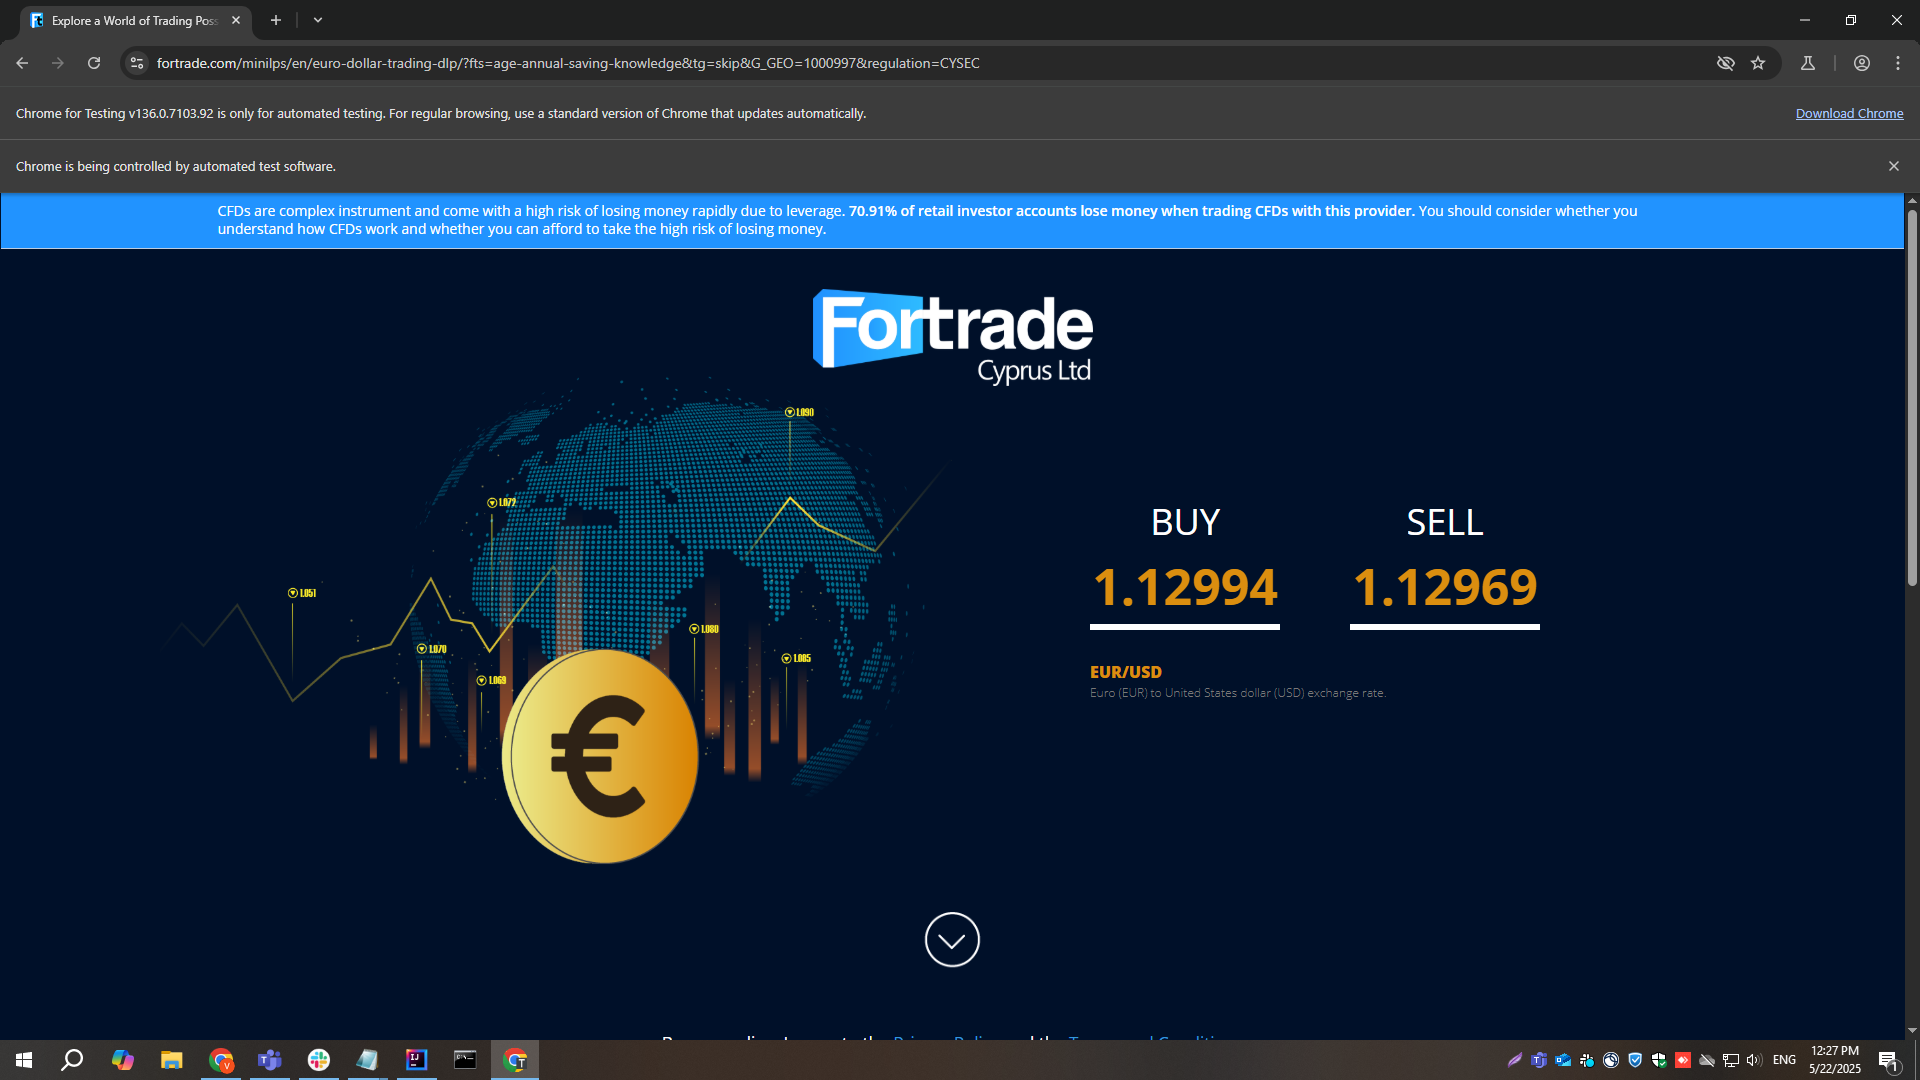 Explore a World of Trading Poss
fortrade.com/minilps/en/euro-dollar-trading-dlp/?fts=age-annual-saving-knowledge&tg=skip&G_GEO=1000997&regulation=CYSEC
Chrome for Testing v136.0.7103.92 is only for automated testing. For regular browsing, use a standard version of Chrome that updates automatically.
Download Chrome
Chrome is being controlled by automated test software.
CFDs are complex instrument and come with a high risk of losing money rapidly due to leverage. 70.91% of retail investor accounts lose money when trading CFDs with this provider. You should consider whether you
understand how CFDs work and whether you can afford to take the high risk of losing money.
Fortrade
Cyprus Ltd
1.090
1.072
1.051
1.080
1.070
1.085
1.069
€
BUY
SELL
1.12994
1.12969
EUR/USD
Euro (EUR) to United States dollar (USD) exchange rate.
ENG
12:27 PM
5/22/2025
1